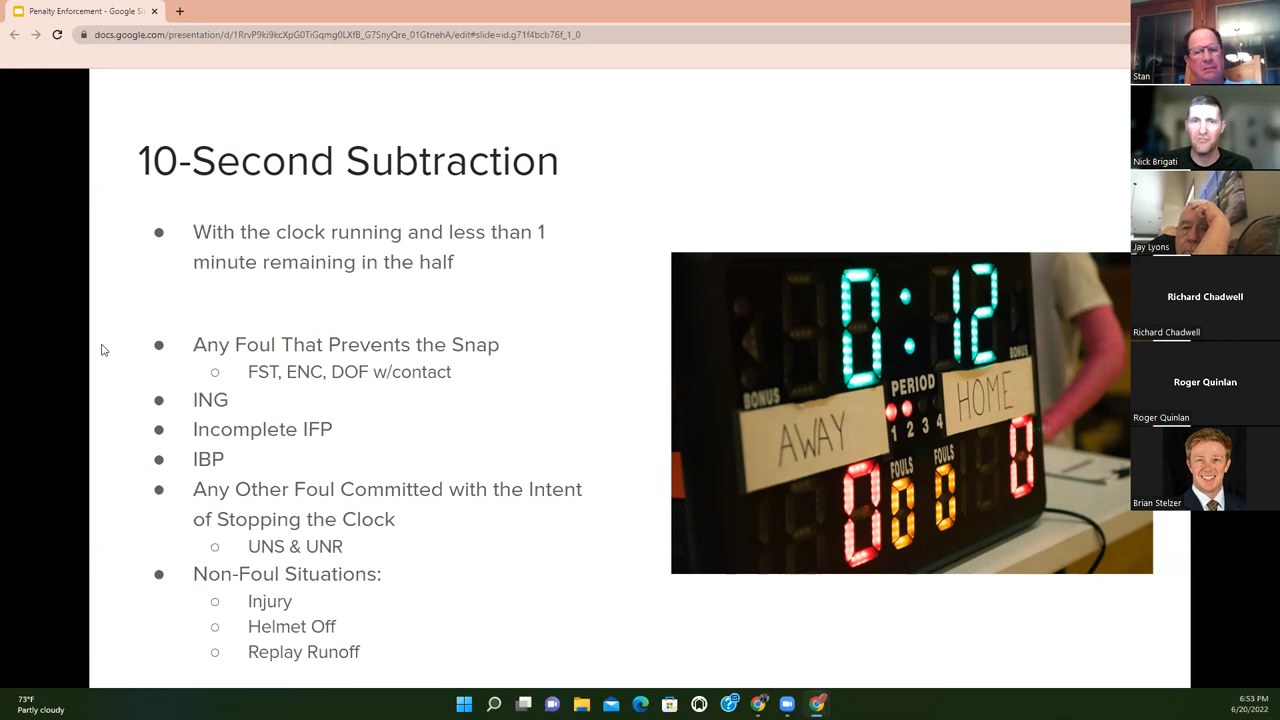 Penalty Enforcement - Google Sli
docs.google.com/presentation/d/1RrvP9ki9kcXpG0TiGqmg0LXfB_G7SnyQre_01GtnehA/edit#slide=id.g71f4bcb76f_1_0
10-Second Subtraction
With the clock running and less than 1
minute remaining in the half
Any Foul That Prevents the Snap
FST, ENC, DOF w/contact
ING
Incomplete IFP
IBP
Any Other Foul Committed with the Intent
of Stopping the Clock
UNS & UNR
Non-Foul Situations:
Injury
Helmet Off
Replay Runoff
0:12
BONUS
BONUS
PERIOD
AWAY
HOME
1 2 3 4
FOULS
FOULS
0
0
0
0
Stan
Nick Brigati
Jay Lyons
Richard Chadwell
Richard Chadwell
Roger Quinlan
Roger Quinlan
Brian Stelzer
73°F
Partly cloudy
6:53 PM
6/20/2022